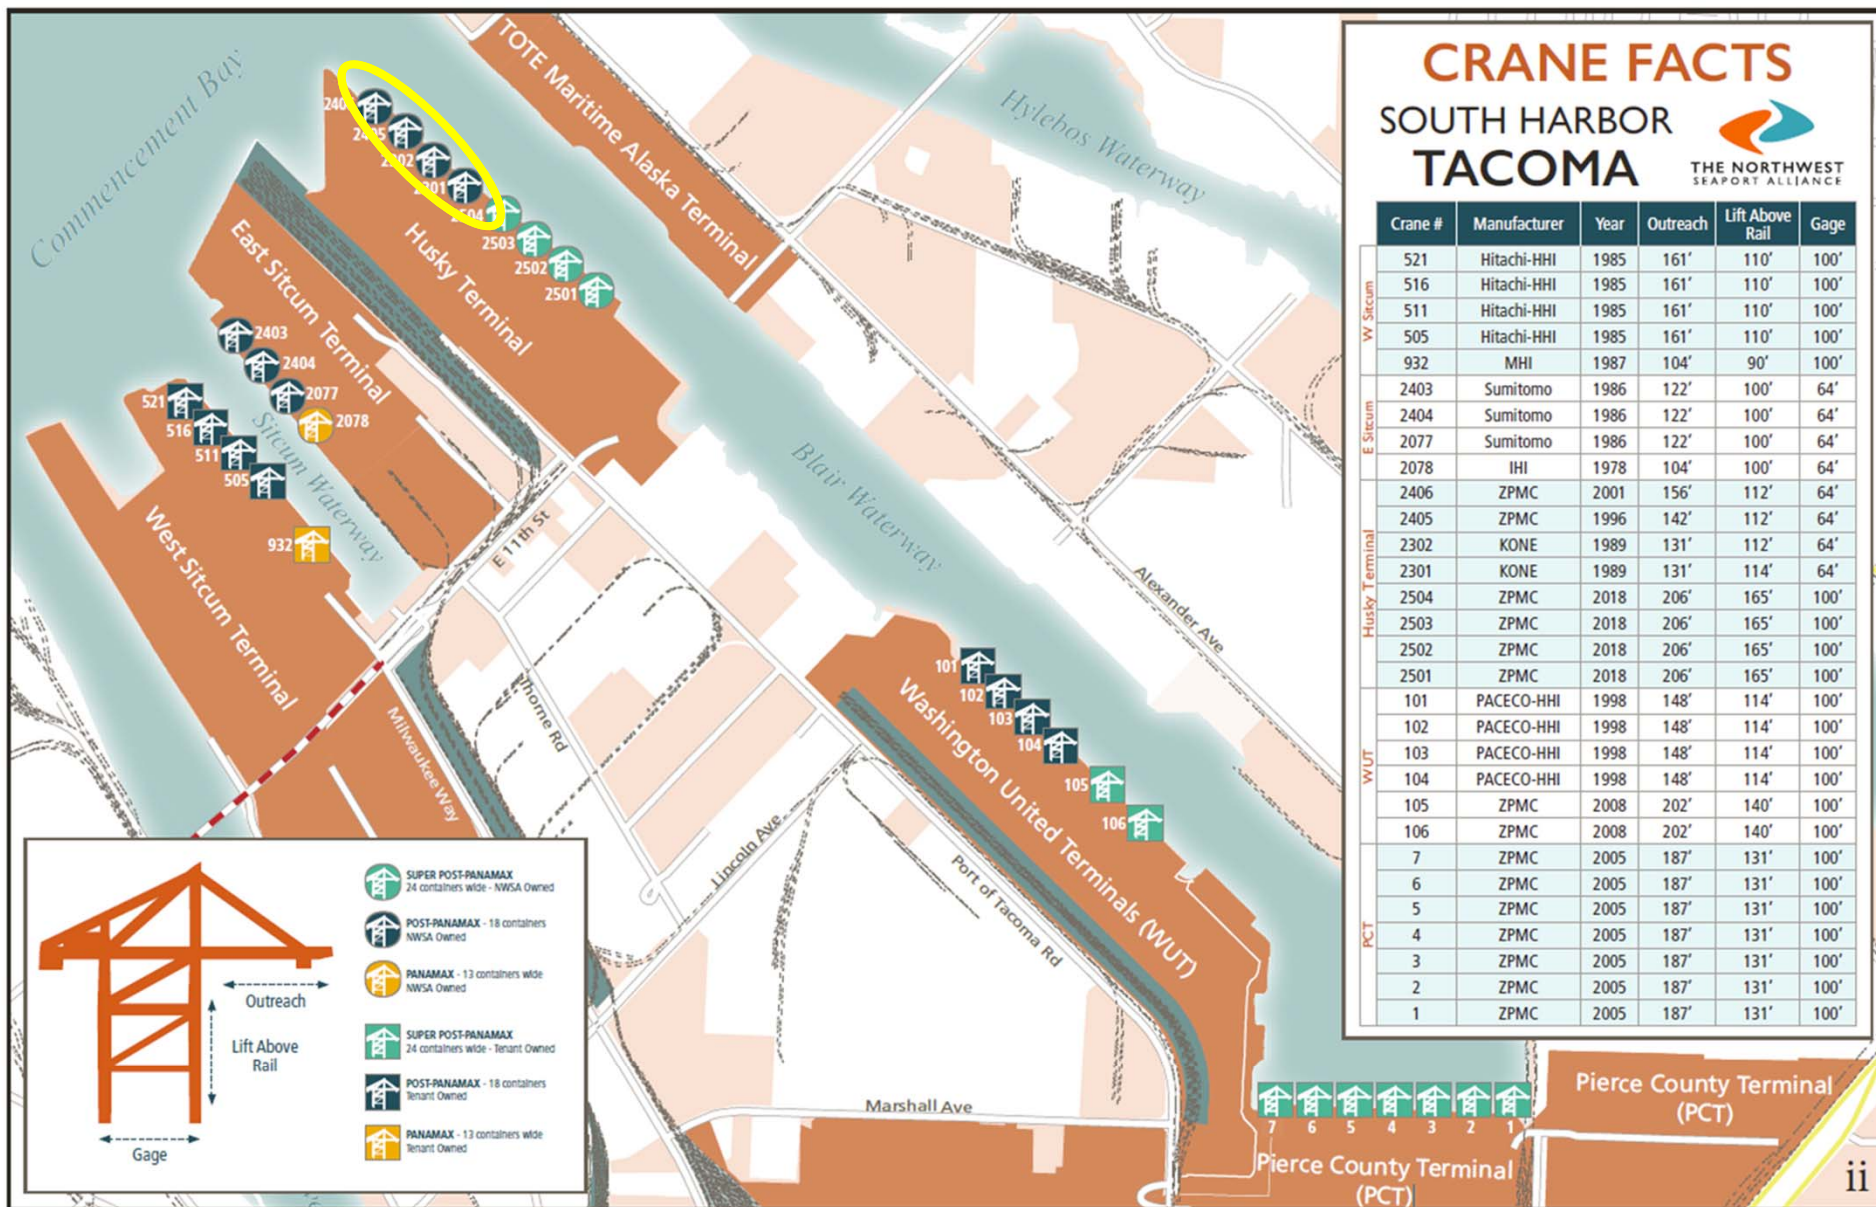 Commencement Bay
TOTE Maritime Alaska Terminal
Hylebos Waterway
2405
2302
2301
2504
2503
2502
2501
Husky Terminal
East Sitcum Terminal
2403
2404
2077
2078
Sitcum Waterway
521
516
511
505
932
West Sitcum Terminal
E 11th St
Blair Waterway
Alexander Ave
Thorne Rd
Milwaukee Way
Lincoln Ave
Port of Tacoma Rd
101
102
103
104
105
106
Washington United Terminals (WUT)
Marshall Ave
7 6 5 4 3 2 1
Pierce County Terminal
(PCT)
Pierce County Terminal
(PCT)
ii
CRANE FACTS
SOUTH HARBOR
TACOMA
THE NORTHWEST
SEAPORT ALLIANCE
Crane # Manufacturer Year Outreach Lift Above Rail Gage
W Sitcum
521 Hitachi-HHI 1985 161' 110' 100'
516 Hitachi-HHI 1985 161' 110' 100'
511 Hitachi-HHI 1985 161' 110' 100'
505 Hitachi-HHI 1985 161' 110' 100'
932 MHI 1987 104' 90' 100'
E Sitcum
2403 Sumitomo 1986 122' 100' 64'
2404 Sumitomo 1986 122' 100' 64'
2077 Sumitomo 1986 122' 100' 64'
2078 IHI 1978 104' 100' 64'
Husky Terminal
2406 ZPMC 2001 156' 112' 64'
2405 ZPMC 1996 142' 112' 64'
2302 KONE 1989 131' 112' 64'
2301 KONE 1989 131' 114' 64'
2504 ZPMC 2018 206' 165' 100'
2503 ZPMC 2018 206' 165' 100'
2502 ZPMC 2018 206' 165' 100'
2501 ZPMC 2018 206' 165' 100'
WUT
101 PACECO-HHI 1998 148' 114' 100'
102 PACECO-HHI 1998 148' 114' 100'
103 PACECO-HHI 1998 148' 114' 100'
104 PACECO-HHI 1998 148' 114' 100'
105 ZPMC 2008 202' 140' 100'
106 ZPMC 2008 202' 140' 100'
PCT
7 ZPMC 2005 187' 131' 100'
6 ZPMC 2005 187' 131' 100'
5 ZPMC 2005 187' 131' 100'
4 ZPMC 2005 187' 131' 100'
3 ZPMC 2005 187' 131' 100'
2 ZPMC 2005 187' 131' 100'
1 ZPMC 2005 187' 131' 100'
Outreach
Lift Above
Rail
Gage
SUPER POST-PANAMAX
24 containers wide - NWSA Owned
POST-PANAMAX - 18 containers
NWSA Owned
PANAMAX - 13 containers wide
NWSA Owned
SUPER POST-PANAMAX
24 containers wide - Tenant Owned
POST-PANAMAX - 18 containers
Tenant Owned
PANAMAX - 13 containers wide
Tenant Owned